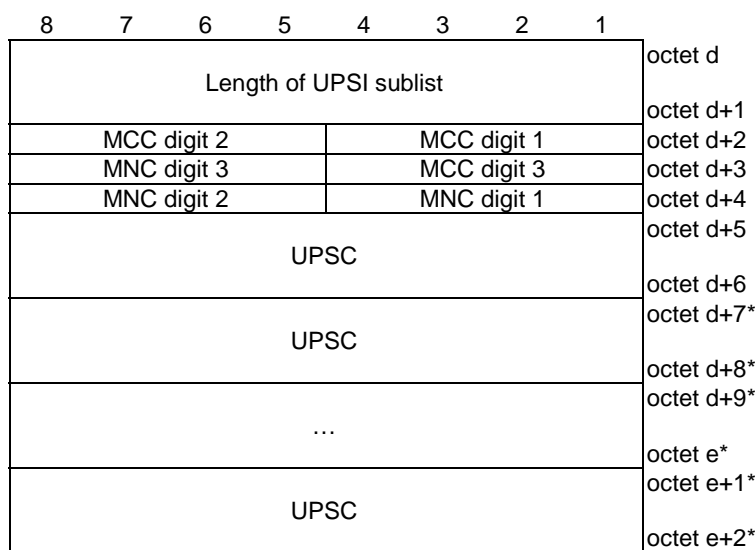 8 7 6 5 4 3 2 1
octet d
Length of UPSI sublist
octet d+1
MCC digit 2 MCC digit 1 octet d+2
MNC digit 3 MCC digit 3 octet d+3
MNC digit 2 MNC digit 1 octet d+4
octet d+5
UPSC
octet d+6
octet d+7*
UPSC
octet d+8*
octet d+9*
…
octet e*
octet e+1*
UPSC
octet e+2*